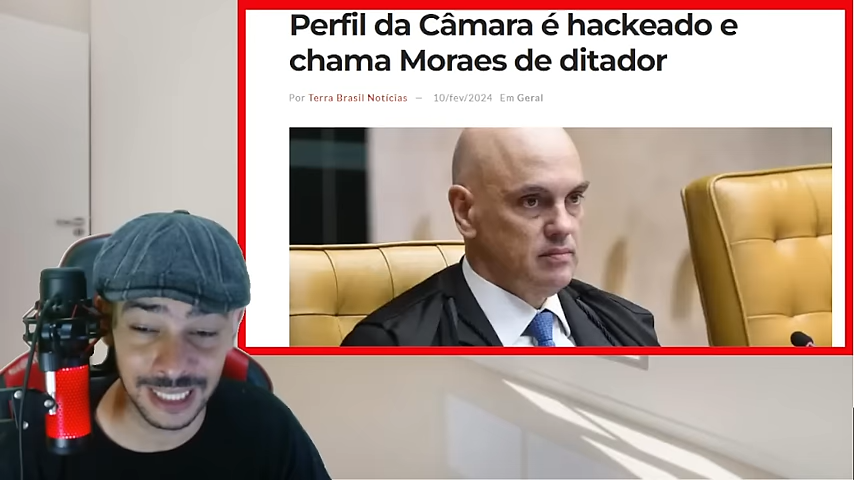 Perfil da Câmara é hackeado e
chama Moraes de ditador
Por Terra Brasil Notícias — 10/fev/2024 Em Geral